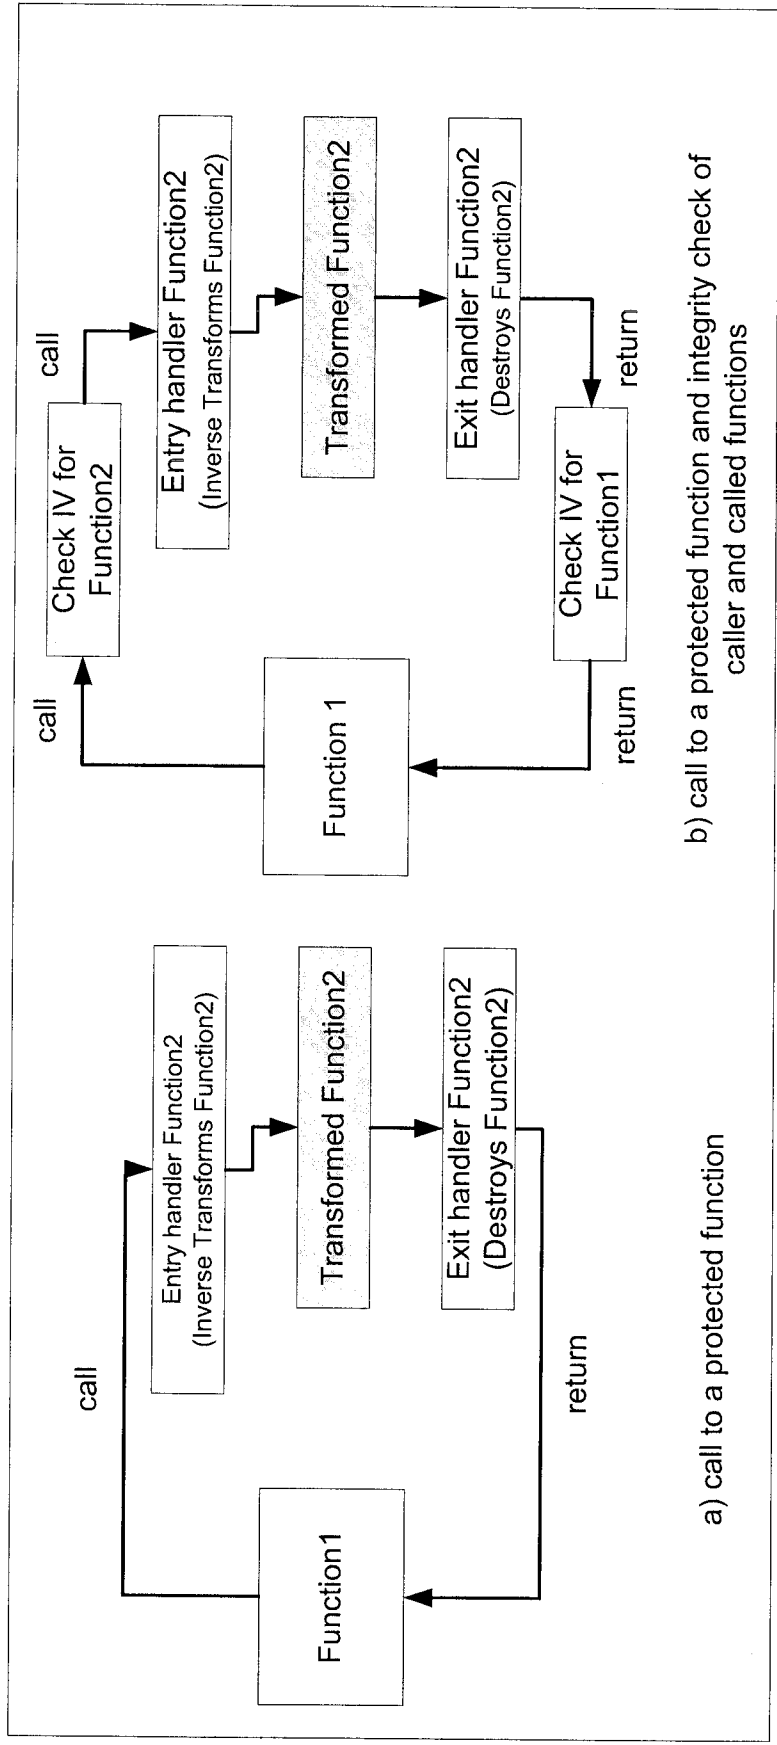 call
Entry handler Function2
(Inverse Transforms Function2)
Function1
Transformed Function2
Exit handler Function2
(Destroys Function2)
return
a) call to a protected function
call
Check IV for
Function2
call
Entry handler Function2
(Inverse Transforms Function2)
Function 1
Transformed Function2
Exit handler Function2
(Destroys Function2)
return
Check IV for
Function1
return
b) call to a protected function and integrity check of
caller and called functions